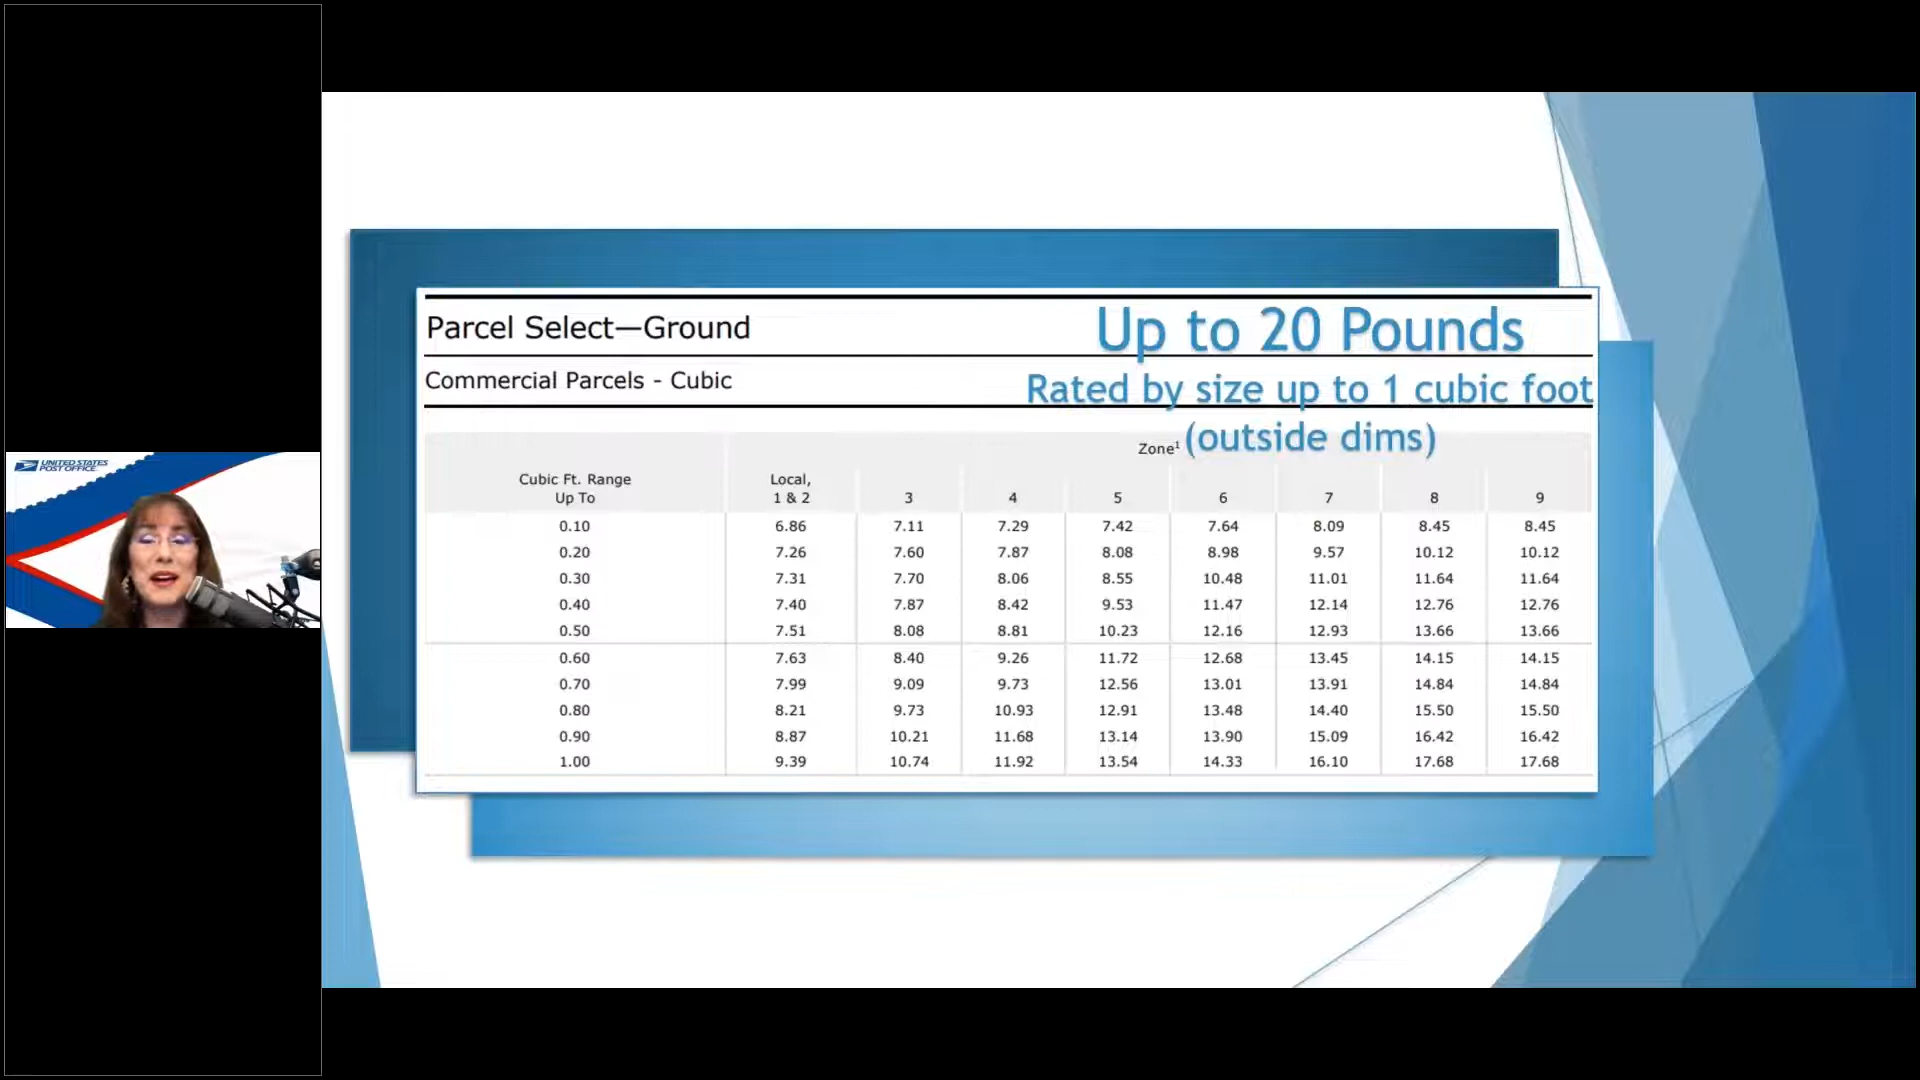 UNITED STATES
POST OFFICE
Parcel Select—Ground
Up to 20 Pounds
Commercial Parcels - Cubic
Rated by size up to 1 cubic foot
(outside dims)
Zone¹
Cubic Ft. Range
Up To
Local,
1 & 2 3 4 5 6 7 8 9
0.10 6.86 7.11 7.29 7.42 7.64 8.09 8.45 8.45
0.20 7.26 7.60 7.87 8.08 8.98 9.57 10.12 10.12
0.30 7.31 7.70 8.06 8.55 10.48 11.01 11.64 11.64
0.40 7.40 7.87 8.42 9.53 11.47 12.14 12.76 12.76
0.50 7.51 8.08 8.81 10.23 12.16 12.93 13.66 13.66
0.60 7.63 8.40 9.26 11.72 12.68 13.45 14.15 14.15
0.70 7.99 9.09 9.73 12.56 13.01 13.91 14.84 14.84
0.80 8.21 9.73 10.93 12.91 13.48 14.40 15.50 15.50
0.90 8.87 10.21 11.68 13.14 13.90 15.09 16.42 16.42
1.00 9.39 10.74 11.92 13.54 14.33 16.10 17.68 17.68